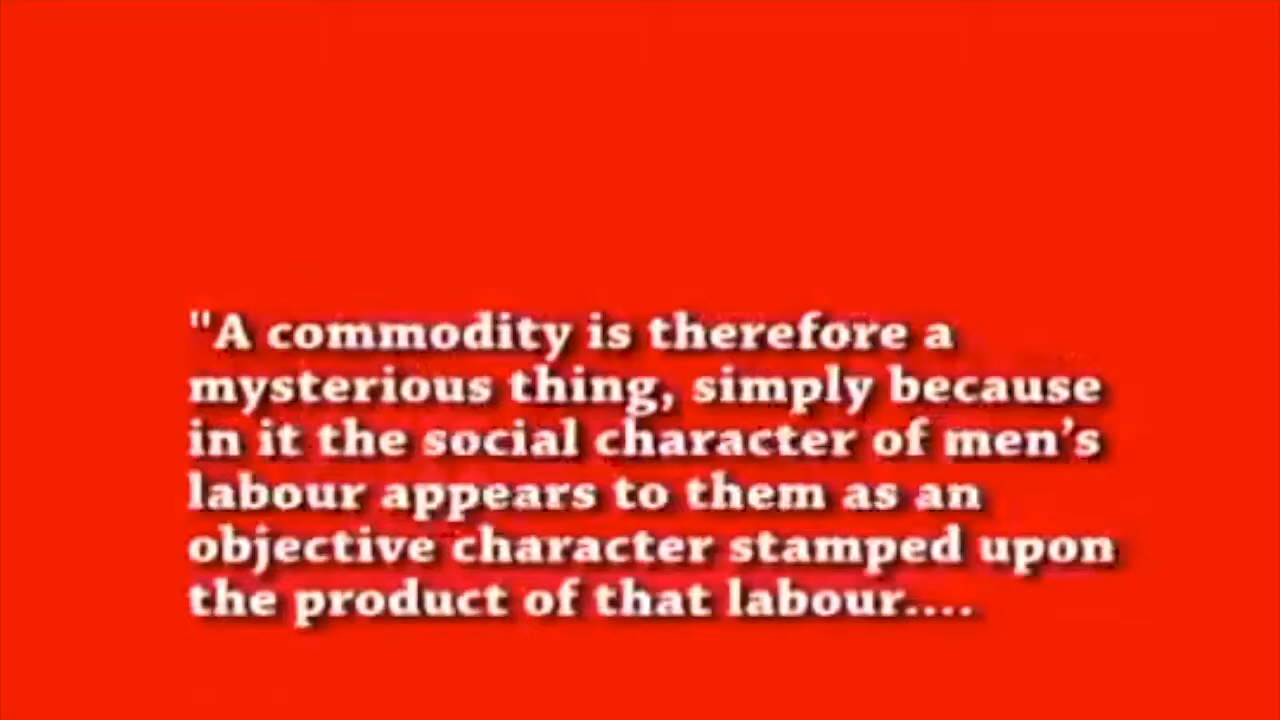 "A commodity is therefore a
mysterious thing, simply because
in it the social character of men’s
labour appears to them as an
objective character stamped upon
the product of that labour....